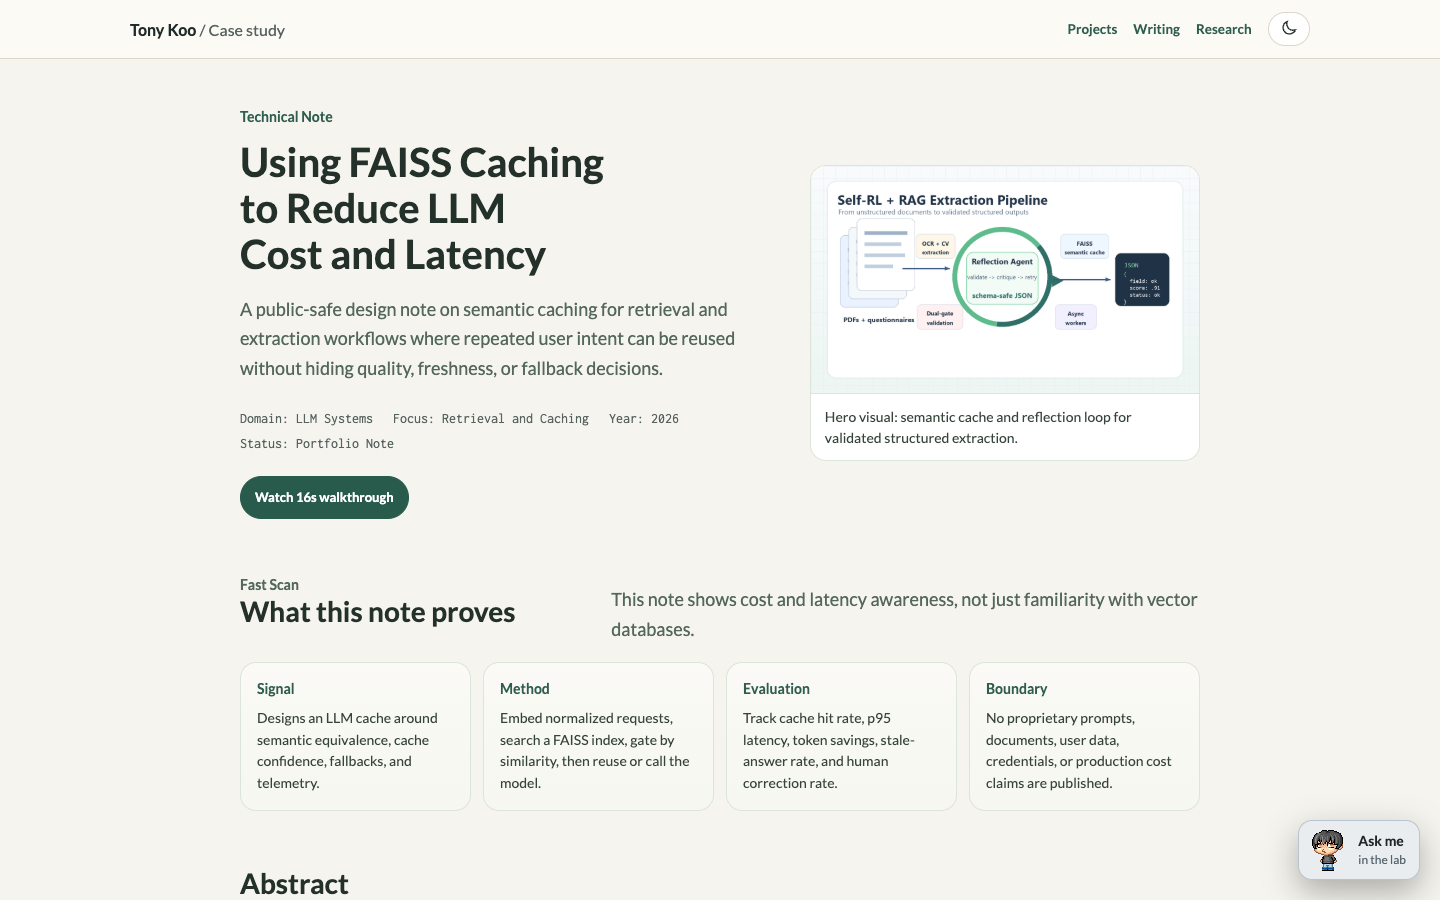 Tony Koo / Case study
Projects
Writing
Research
Technical Note
Using FAISS Caching
to Reduce LLM
Cost and Latency
A public-safe design note on semantic caching for retrieval and
extraction workflows where repeated user intent can be reused
without hiding quality, freshness, or fallback decisions.
Domain: LLM Systems Focus: Retrieval and Caching Year: 2026
Status: Portfolio Note
Watch 16s walkthrough
Self-RL + RAG Extraction Pipeline
From unstructured documents to validated structured outputs
OCR + CV
extraction
Reflection Agent
validate -> critique -> retry
schema-safe JSON
FAISS
semantic cache
JSON
{
field: ok
score: .91
status: ok
}
PDFs + questionnaires
Dual-gate
validation
Async
workers
Hero visual: semantic cache and reflection loop for
validated structured extraction.
Fast Scan
What this note proves
This note shows cost and latency awareness, not just familiarity with vector
databases.
Signal
Designs an LLM cache around
semantic equivalence, cache
confidence, fallbacks, and
telemetry.
Method
Embed normalized requests,
search a FAISS index, gate by
similarity, then reuse or call the
model.
Evaluation
Track cache hit rate, p95
latency, token savings, stale-
answer rate, and human
correction rate.
Boundary
No proprietary prompts,
documents, user data,
credentials, or production cost
claims are published.
Abstract
Ask me
in the lab